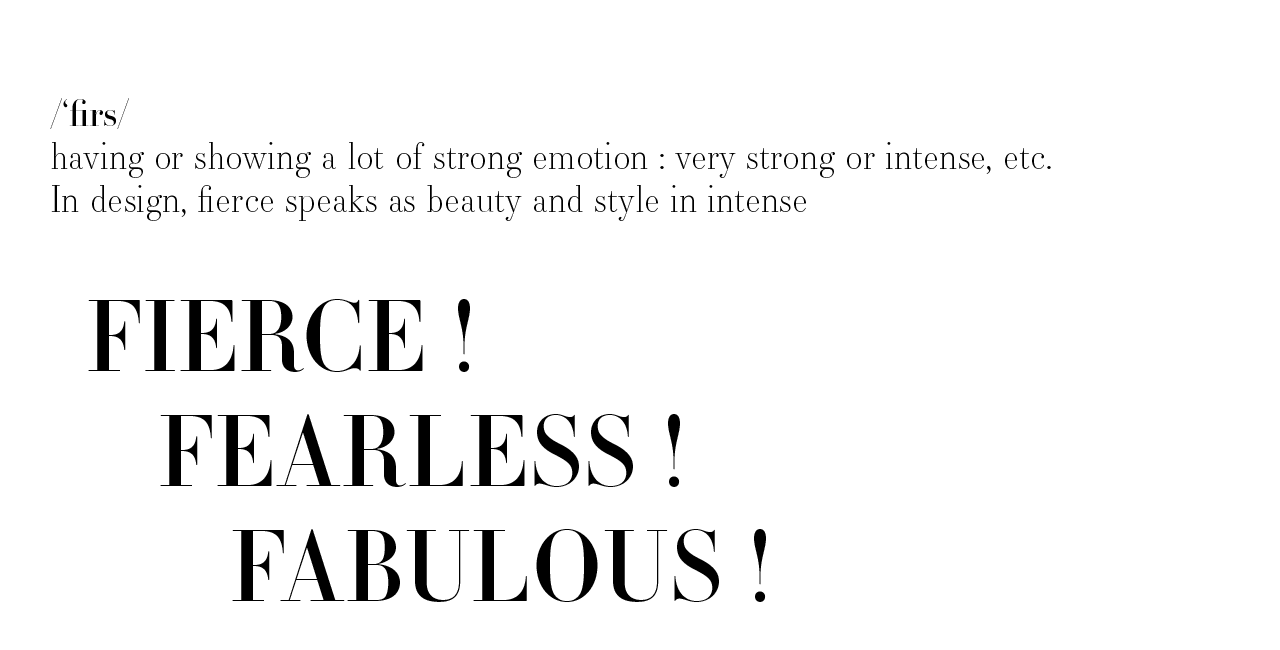 /‘firs/
having or showing a lot of strong emotion : very strong or intense, etc.
In design, fierce speaks as beauty and style in intense
FIERCE !
FEARLESS !
FABULOUS !